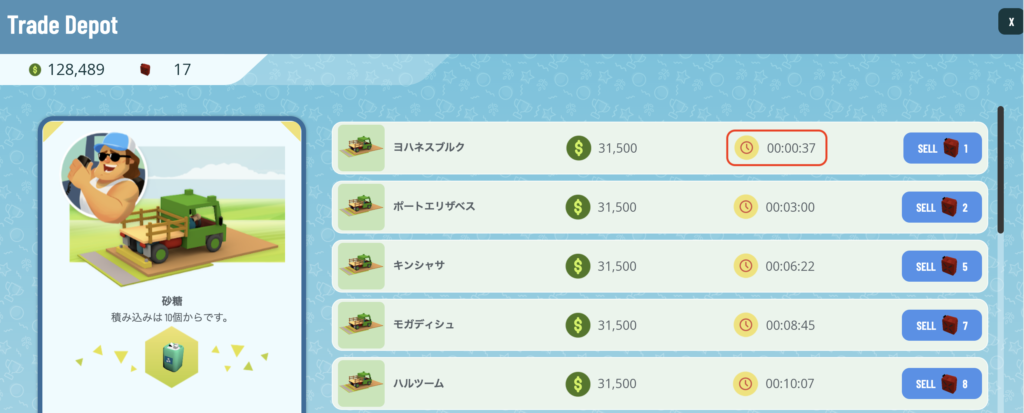 Trade Depot
X
128,489 17
砂糖
積み込みは10個からです。
ヨハネスブルク 31,500 00:00:37 SELL 1
ポートエリザベス 31,500 00:03:00 SELL 2
キンシャサ 31,500 00:06:22 SELL 5
モガディシュ 31,500 00:08:45 SELL 7
ハルツーム 31,500 00:10:07 SELL 8